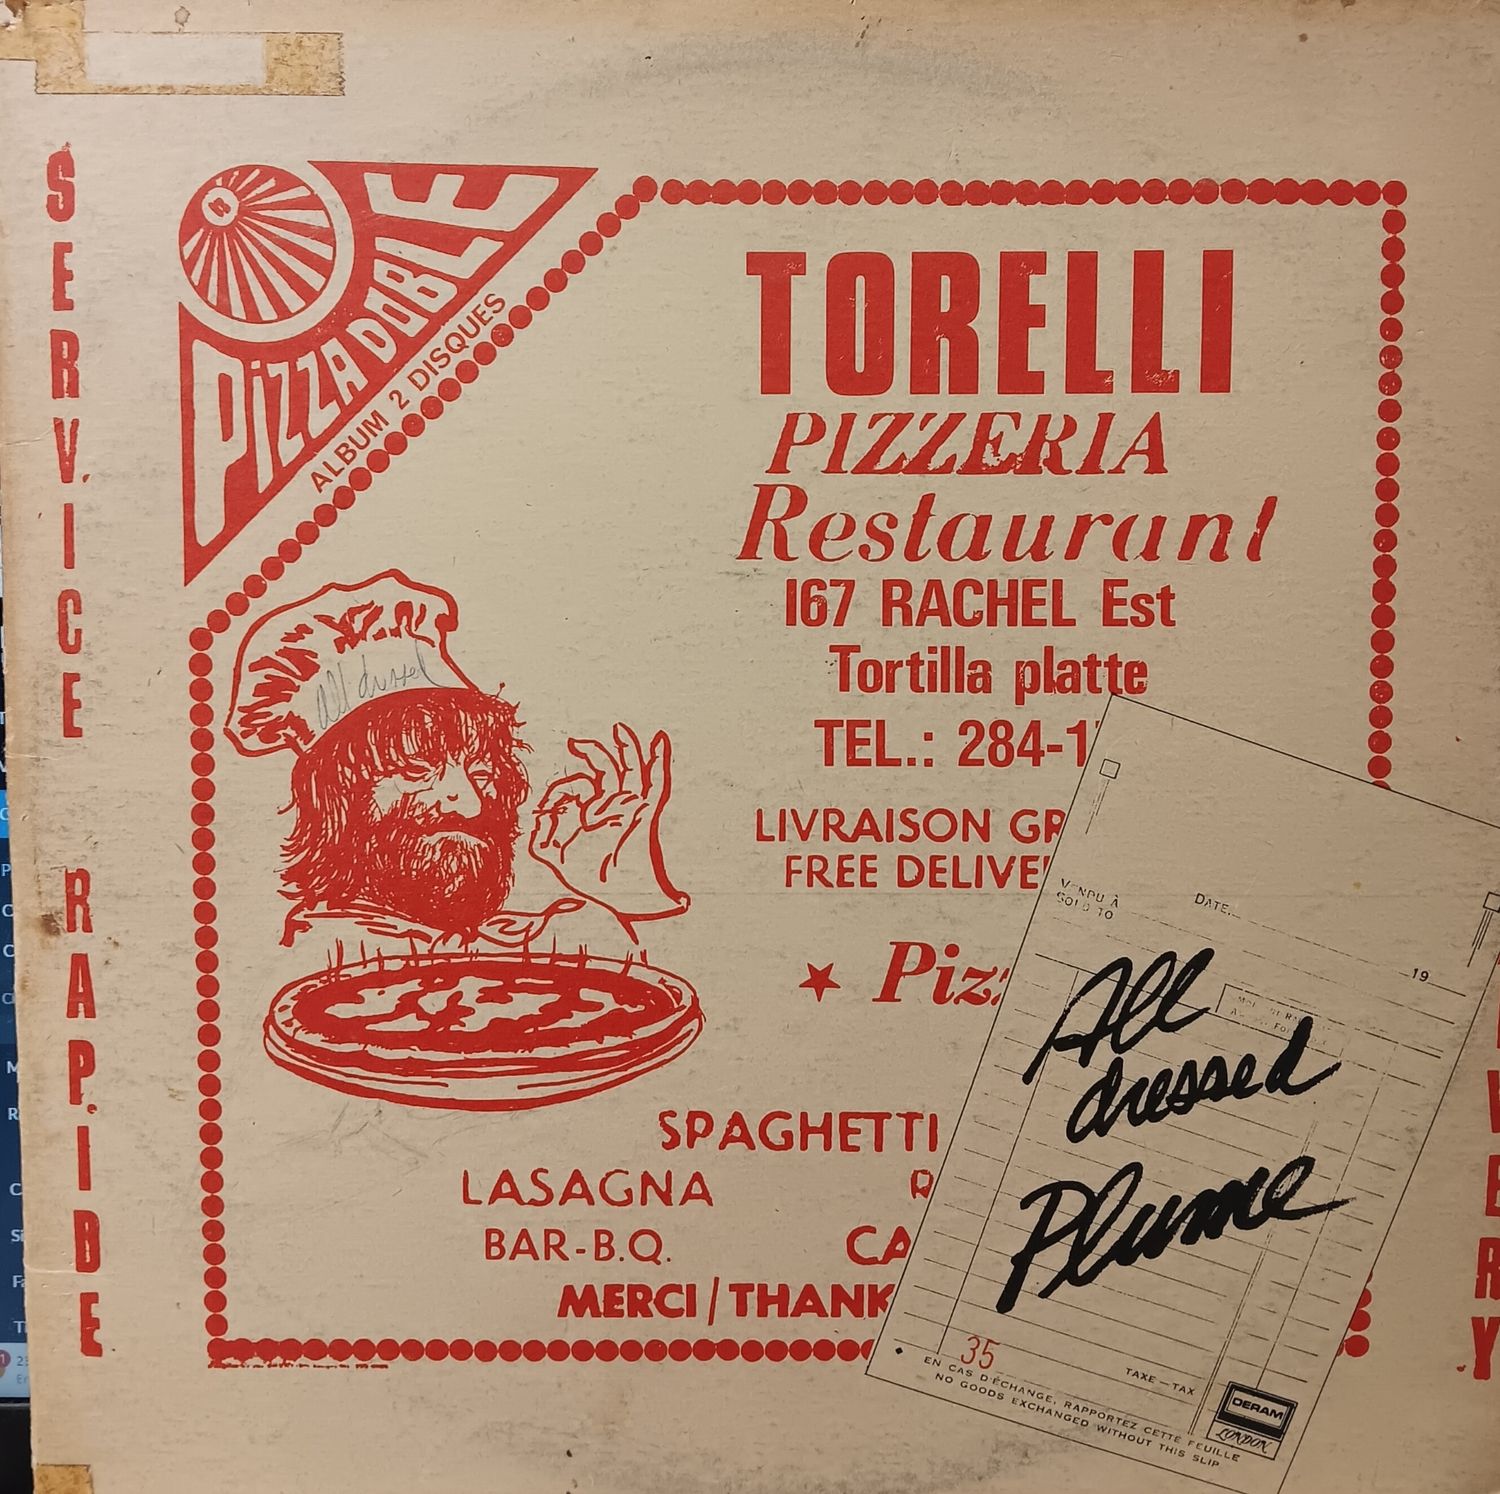 SERVICE RAPIDE
PIZZA DOBLE
ALBUM 2 DISQUES
TORELLI
PIZZERIA
Restaurant
167 RACHEL Est
Tortilla platte
TEL.: 284-1
LIVRAISON GR
FREE DELIVE
all dressed
Pizz
SPAGHETTI
LASAGNA R
BAR-B.Q. CA
MERCI/THANK
VERY
VENDU À
SOLD TO
DATE
19
All
dressed
Plume
35
TAXE-TAX
EN CAS D'ÉCHANGE, RAPPORTEZ CETTE FEUILLE
NO GOODS EXCHANGED WITHOUT THIS SLIP
DERAM
LONDON